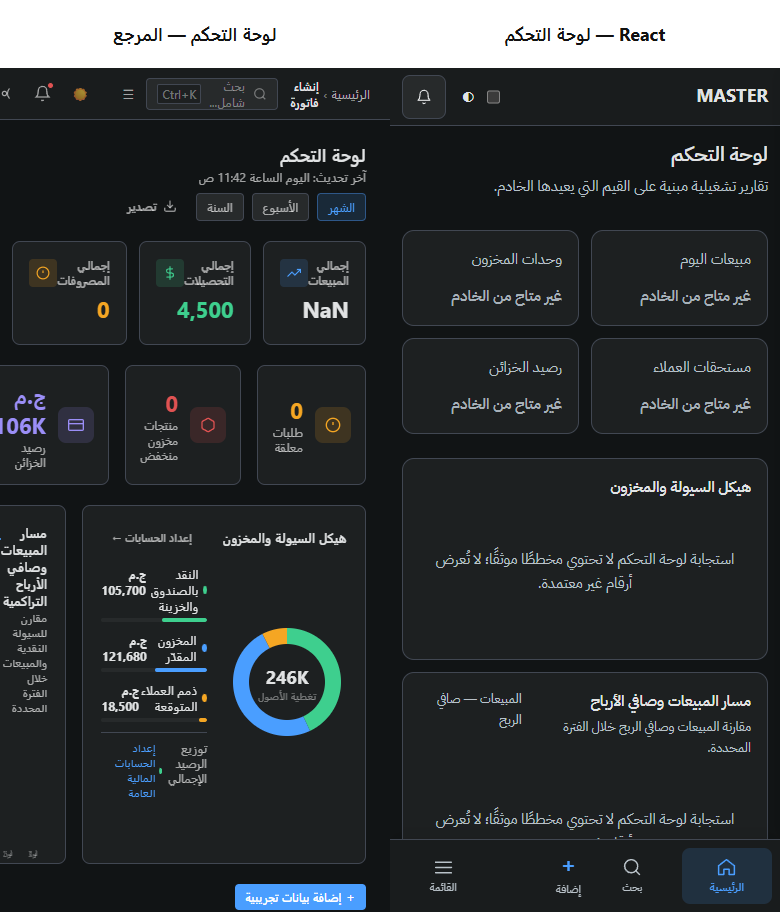 React — لوحة التحكم
MASTER
لوحة التحكم
تقارير تشغيلية مبنية على القيم التي يعيدها الخادم.
مبيعات اليوم
غير متاح من الخادم
وحدات المخزون
غير متاح من الخادم
مستحقات العملاء
غير متاح من الخادم
رصيد الخزائن
غير متاح من الخادم
هيكل السيولة والمخزون
استجابة لوحة التحكم لا تحتوي مخططًا موثقًا؛ لا تُعرض
أرقام غير معتمدة.
مسار المبيعات وصافي الأرباح
مقارنة المبيعات وصافي الربح خلال الفترة
المحددة.
المبيعات — صافي
الربح
استجابة لوحة التحكم لا تحتوي مخططًا موثقًا؛ لا تُعرض
الرئيسية
بحث
إضافة
القائمة
لوحة التحكم — المرجع
الرئيسية
إنشاء
فاتورة
بحث
شامل...
Ctrl+K
لوحة التحكم
آخر تحديث: اليوم الساعة 11:42 ص
الشهر
الأسبوع
السنة
تصدير
إجمالي
المبيعات
NaN
إجمالي
التحصيلات
4,500
إجمالي
المصروفات
0
0
طلبات
معلقة
0
منتجات
مخزون
منخفض
ج.م
106K
رصيد
الخزائن
هيكل السيولة والمخزون
إعداد الحسابات ←
246K
تغطية الأصول
النقد
بالصندوق
والخزينة
ج.م
105,700
المخزون
المقدّر
ج.م
121,680
ذمم العملاء
المتوقعة
ج.م
18,500
توزيع
الرصيد
الإجمالي
إعداد
الحسابات
المالية
العامة
مسار
المبيعات
وصافي
الأرباح
التراكمية
مقارن
للسيولة
النقدية
والمبيعات
خلال
الفترة
المحددة
+ إضافة بيانات تجريبية